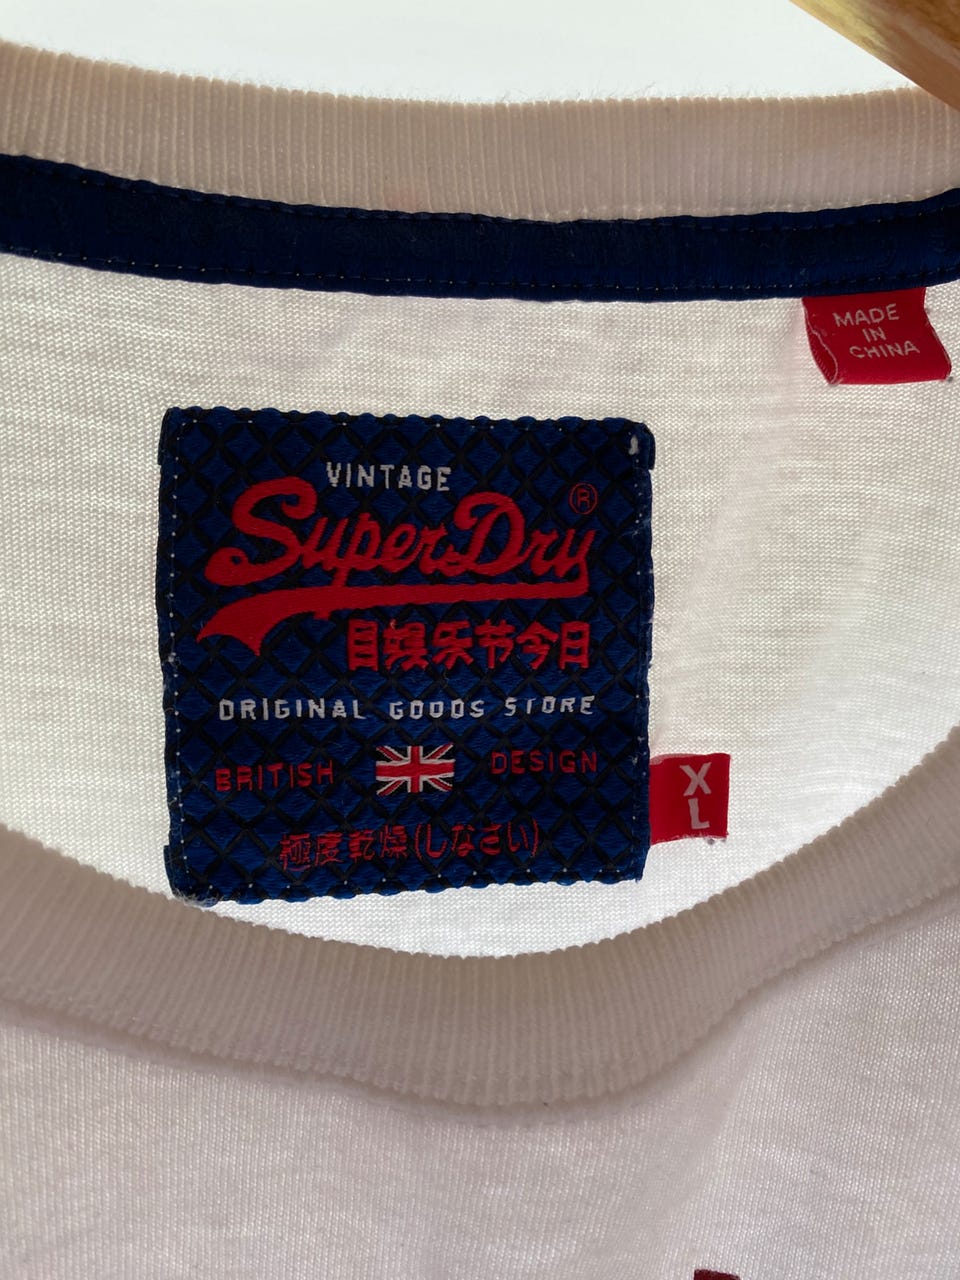 MADE
IN
CHINA
VINTAGE
SuperDry®
目娯乐节今日
ORIGINAL GOODS STORE
BRITISH DESIGN
XL
極度乾燥(しなさい)